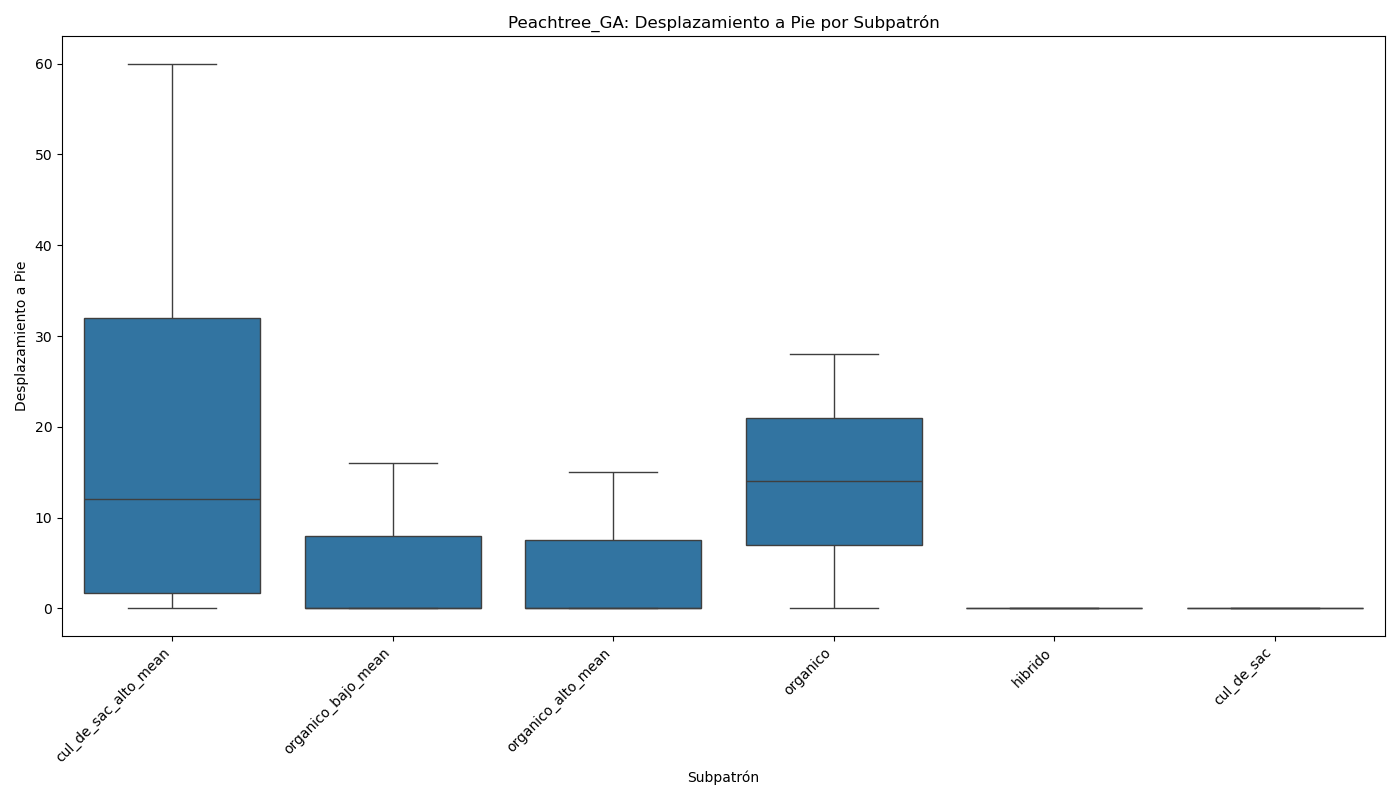 Peachtree_GA: Desplazamiento a Pie por Subpatrón
Desplazamiento a Pie
60
50
40
30
20
10
0
cul_de_sac_alto_mean
organico_bajo_mean
organico_alto_mean
organico
hibrido
cul_de_sac
Subpatrón